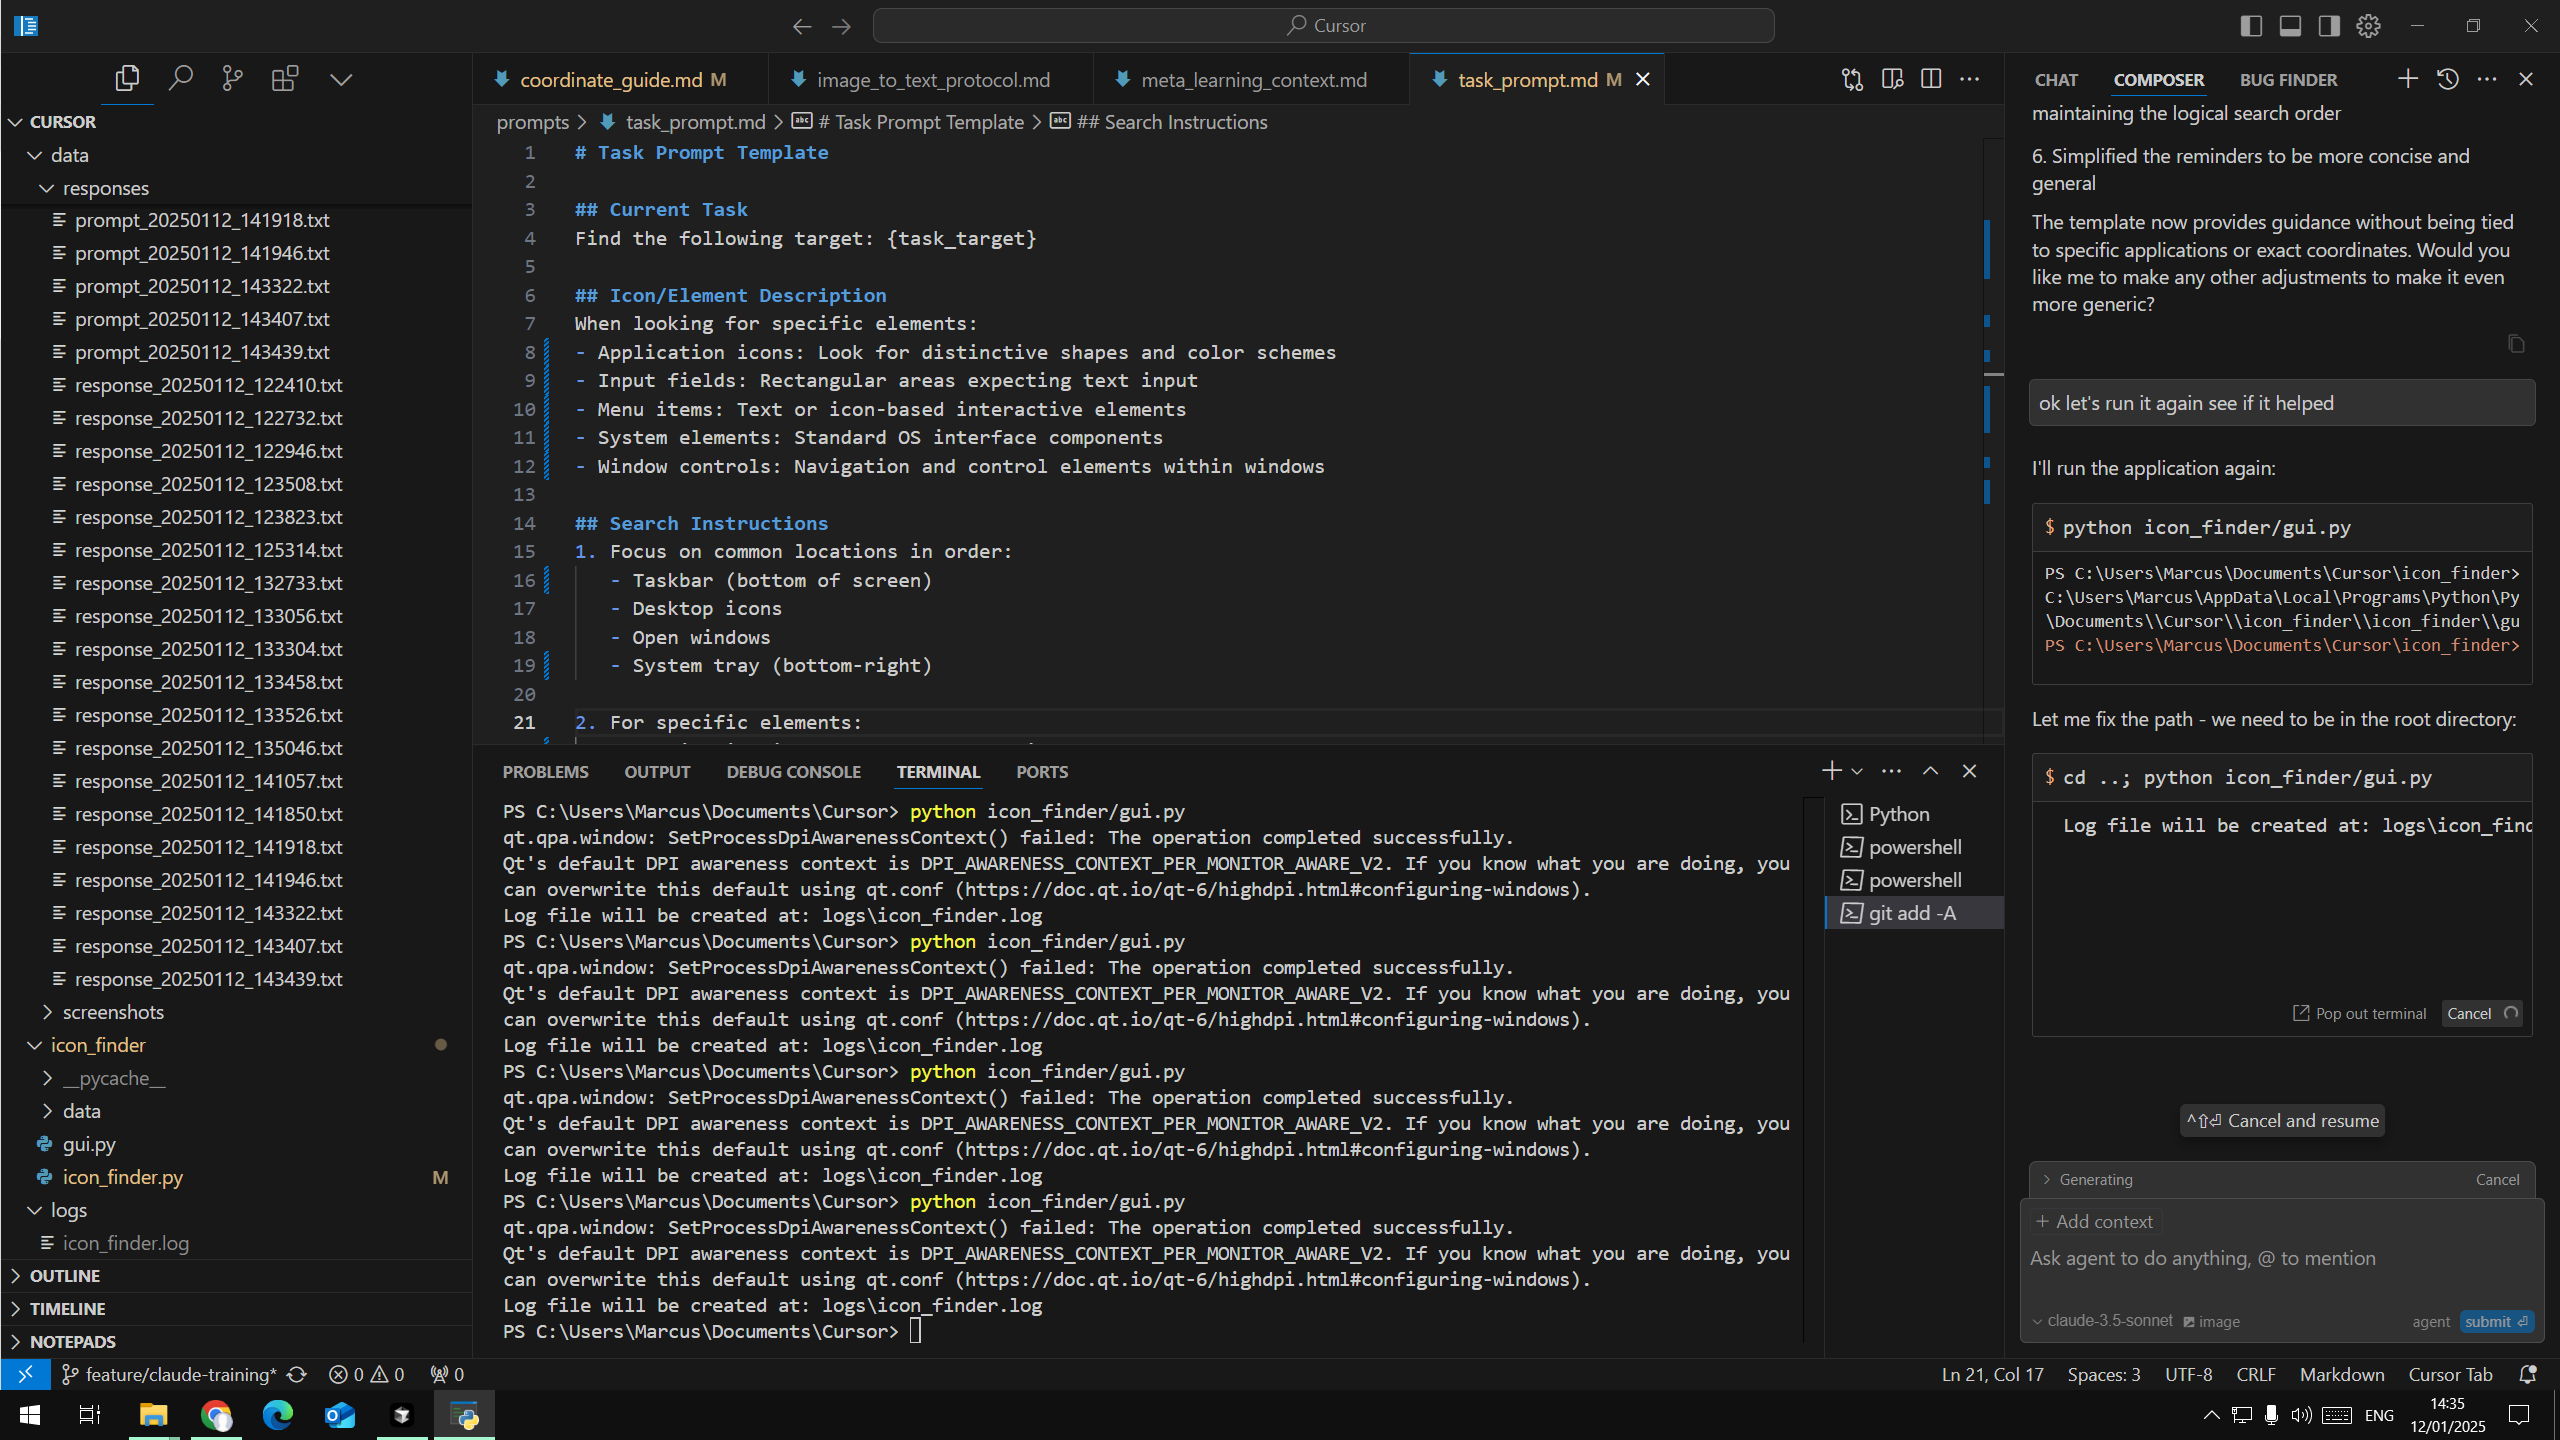 Cursor
CURSOR
data
responses
prompt_20250112_141918.txt
prompt_20250112_141946.txt
prompt_20250112_143322.txt
prompt_20250112_143407.txt
prompt_20250112_143439.txt
response_20250112_122410.txt
response_20250112_122732.txt
response_20250112_122946.txt
response_20250112_123508.txt
response_20250112_123823.txt
response_20250112_125314.txt
response_20250112_132733.txt
response_20250112_133056.txt
response_20250112_133304.txt
response_20250112_133458.txt
response_20250112_133526.txt
response_20250112_135046.txt
response_20250112_141057.txt
response_20250112_141850.txt
response_20250112_141918.txt
response_20250112_141946.txt
response_20250112_143322.txt
response_20250112_143407.txt
response_20250112_143439.txt
screenshots
icon_finder
__pycache__
data
gui.py
icon_finder.py M
logs
icon_finder.log
OUTLINE
TIMELINE
NOTEPADS
coordinate_guide.md M
image_to_text_protocol.md
meta_learning_context.md
task_prompt.md M
prompts > task_prompt.md > # Task Prompt Template > ## Search Instructions
1 # Task Prompt Template
2
3 ## Current Task
4 Find the following target: {task_target}
5
6 ## Icon/Element Description
7 When looking for specific elements:
8 - Application icons: Look for distinctive shapes and color schemes
9 - Input fields: Rectangular areas expecting text input
10 - Menu items: Text or icon-based interactive elements
11 - System elements: Standard OS interface components
12 - Window controls: Navigation and control elements within windows
13
14 ## Search Instructions
15 1. Focus on common locations in order:
16 - Taskbar (bottom of screen)
17 - Desktop icons
18 - Open windows
19 - System tray (bottom-right)
20
21 2. For specific elements:
PROBLEMS OUTPUT DEBUG CONSOLE TERMINAL PORTS
PS C:\Users\Marcus\Documents\Cursor> python icon_finder/gui.py
qt.qpa.window: SetProcessDpiAwarenessContext() failed: The operation completed successfully.
Qt's default DPI awareness context is DPI_AWARENESS_CONTEXT_PER_MONITOR_AWARE_V2. If you know what you are doing, you
can overwrite this default using qt.conf (https://doc.qt.io/qt-6/highdpi.html#configuring-windows).
Log file will be created at: logs\icon_finder.log
PS C:\Users\Marcus\Documents\Cursor> python icon_finder/gui.py
qt.qpa.window: SetProcessDpiAwarenessContext() failed: The operation completed successfully.
Qt's default DPI awareness context is DPI_AWARENESS_CONTEXT_PER_MONITOR_AWARE_V2. If you know what you are doing, you
can overwrite this default using qt.conf (https://doc.qt.io/qt-6/highdpi.html#configuring-windows).
Log file will be created at: logs\icon_finder.log
PS C:\Users\Marcus\Documents\Cursor> python icon_finder/gui.py
qt.qpa.window: SetProcessDpiAwarenessContext() failed: The operation completed successfully.
Qt's default DPI awareness context is DPI_AWARENESS_CONTEXT_PER_MONITOR_AWARE_V2. If you know what you are doing, you
can overwrite this default using qt.conf (https://doc.qt.io/qt-6/highdpi.html#configuring-windows).
Log file will be created at: logs\icon_finder.log
PS C:\Users\Marcus\Documents\Cursor> python icon_finder/gui.py
qt.qpa.window: SetProcessDpiAwarenessContext() failed: The operation completed successfully.
Qt's default DPI awareness context is DPI_AWARENESS_CONTEXT_PER_MONITOR_AWARE_V2. If you know what you are doing, you
can overwrite this default using qt.conf (https://doc.qt.io/qt-6/highdpi.html#configuring-windows).
Log file will be created at: logs\icon_finder.log
PS C:\Users\Marcus\Documents\Cursor>
Python
powershell
powershell
git add -A
CHAT COMPOSER BUG FINDER
maintaining the logical search order
6. Simplified the reminders to be more concise and
general
The template now provides guidance without being tied
to specific applications or exact coordinates. Would you
like me to make any other adjustments to make it even
more generic?
ok let's run it again see if it helped
I'll run the application again:
$ python icon_finder/gui.py
PS C:\Users\Marcus\Documents\Cursor\icon_finder>
C:\Users\Marcus\AppData\Local\Programs\Python\Py
\Documents\\Cursor\\icon_finder\\icon_finder\\gu
PS C:\Users\Marcus\Documents\Cursor\icon_finder>
Let me fix the path - we need to be in the root directory:
$ cd ..; python icon_finder/gui.py
Log file will be created at: logs\icon_find
Pop out terminal Cancel
^⇧⏎ Cancel and resume
Generating Cancel
+ Add context
Ask agent to do anything, @ to mention
claude-3.5-sonnet image agent submit ⏎
feature/claude-training* 0 0 0
Ln 21, Col 17 Spaces: 3 UTF-8 CRLF Markdown Cursor Tab
ENG
14:35
12/01/2025